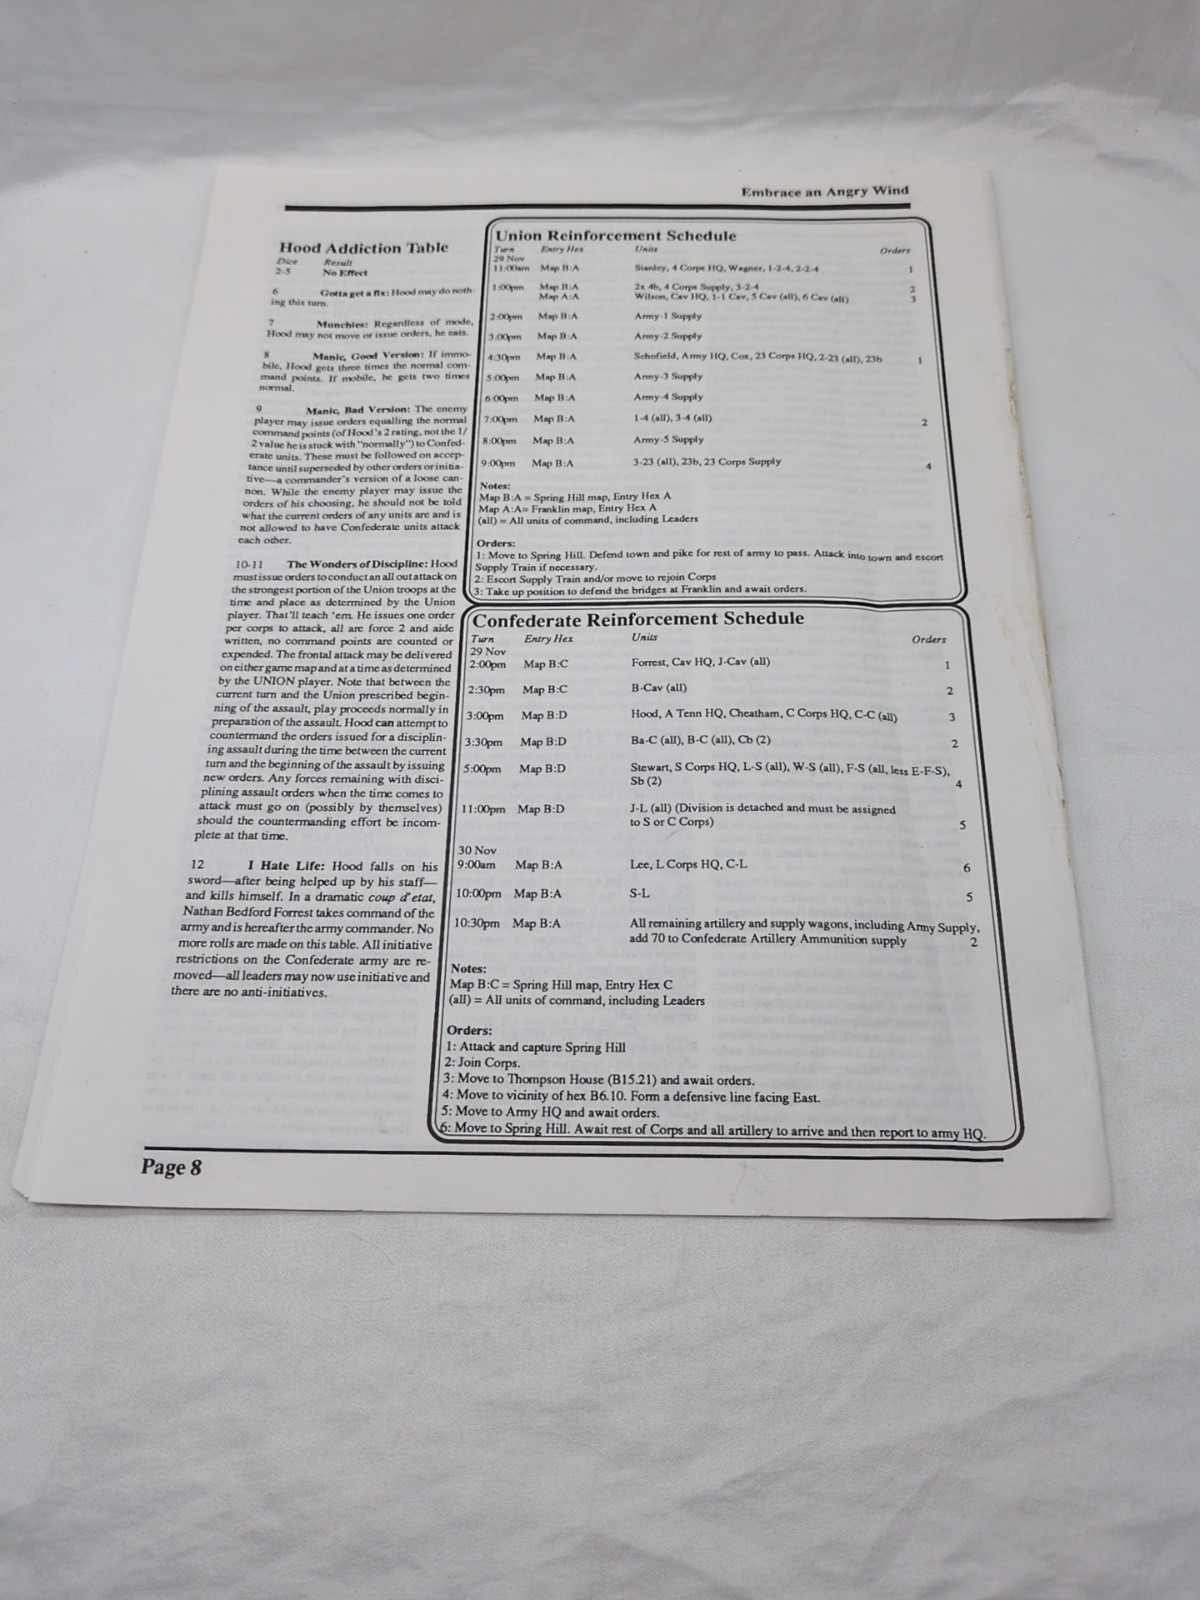 Embrace an Angry Wind
Hood Addiction Table
Dice Result
2-5 No Effect
6 Gotta get a fix: Hood may do noth-
ing this turn.
7 Munchies: Regardless of mode,
Hood may not move or issue orders, he eats.
8 Manic, Good Version: If immo-
bile, Hood gets three times the normal com-
mand points. If mobile, he gets two times
normal.
9 Manic, Bad Version: The enemy
player may issue orders equalling the normal
command points (of Hood's 2 rating, not the 1/
2 value he is stuck with "normally") to Confed-
erate units. These must be followed on accep-
tance until superseded by other orders or initia-
tive—a commander's version of a loose can-
non. While the enemy player may issue the
orders of his choosing, he should not be told
what the current orders of any units are and is
not allowed to have Confederate units attack
each other.
10-11 The Wonders of Discipline: Hood
must issue orders to conduct an all out attack on
the strongest portion of the Union troops at the
time and place as determined by the Union
player. That'll teach 'em. He issues one order
per corps to attack, all are force 2 and aide
written, no command points are counted or
expended. The frontal attack may be delivered
on either game map and at a time as determined
by the UNION player. Note that between the
current turn and the Union prescribed begin-
ning of the assault, play proceeds normally in
preparation of the assault. Hood can attempt to
countermand the orders issued for a disciplin-
ing assault during the time between the current
turn and the beginning of the assault by issuing
new orders. Any forces remaining with disci-
plining assault orders when the time comes to
attack must go on (possibly by themselves)
should the countermanding effort be incom-
plete at that time.
12 I Hate Life: Hood falls on his
sword—after being helped up by his staff—
and kills himself. In a dramatic coup d'etat,
Nathan Bedford Forrest takes command of the
army and is hereafter the army commander. No
more rolls are made on this table. All initiative
restrictions on the Confederate army are re-
moved—all leaders may now use initiative and
there are no anti-initiatives.
Union Reinforcement Schedule
Turn Entry Hex Units Orders
29 Nov
11:00am Map B:A Stanley, 4 Corps HQ, Wagner, 1-2-4, 2-2-4 1
1:00pm Map B:A 2x 4b, 4 Corps Supply, 3-2-4 2
Map A:A Wilson, Cav HQ, 1-1 Cav, 5 Cav (all), 6 Cav (all) 3
2:00pm Map B:A Army-1 Supply
3:00pm Map B:A Army-2 Supply
4:30pm Map B:A Schofield, Army HQ, Cox, 23 Corps HQ, 2-23 (all), 23b 1
5:00pm Map B:A Army-3 Supply
6:00pm Map B:A Army-4 Supply
7:00pm Map B:A 1-4 (all), 3-4 (all) 2
8:00pm Map B:A Army-5 Supply
9:00pm Map B:A 3-23 (all), 23b, 23 Corps Supply 4
Notes:
Map B:A = Spring Hill map, Entry Hex A
Map A:A= Franklin map, Entry Hex A
(all) = All units of command, including Leaders
Orders:
1: Move to Spring Hill. Defend town and pike for rest of army to pass. Attack into town and escort
Supply Train if necessary.
2: Escort Supply Train and/or move to rejoin Corps
3: Take up position to defend the bridges at Franklin and await orders.
Confederate Reinforcement Schedule
Turn Entry Hex Units Orders
29 Nov
2:00pm Map B:C Forrest, Cav HQ, J-Cav (all) 1
2:30pm Map B:C B-Cav (all) 2
3:00pm Map B:D Hood, A Tenn HQ, Cheatham, C Corps HQ, C-C (all) 3
3:30pm Map B:D Ba-C (all), B-C (all), Cb (2) 2
5:00pm Map B:D Stewart, S Corps HQ, L-S (all), W-S (all), F-S (all, less E-F-S),
Sb (2) 4
11:00pm Map B:D J-L (all) (Division is detached and must be assigned
to S or C Corps) 5
30 Nov
9:00am Map B:A Lee, L Corps HQ, C-L 6
10:00pm Map B:A S-L 5
10:30pm Map B:A All remaining artillery and supply wagons, including Army Supply,
add 70 to Confederate Artillery Ammunition supply 2
Notes:
Map B:C = Spring Hill map, Entry Hex C
(all) = All units of command, including Leaders
Orders:
1: Attack and capture Spring Hill
2: Join Corps.
3: Move to Thompson House (B15.21) and await orders.
4: Move to vicinity of hex B6.10. Form a defensive line facing East.
5: Move to Army HQ and await orders.
6: Move to Spring Hill. Await rest of Corps and all artillery to arrive and then report to army HQ.
Page 8